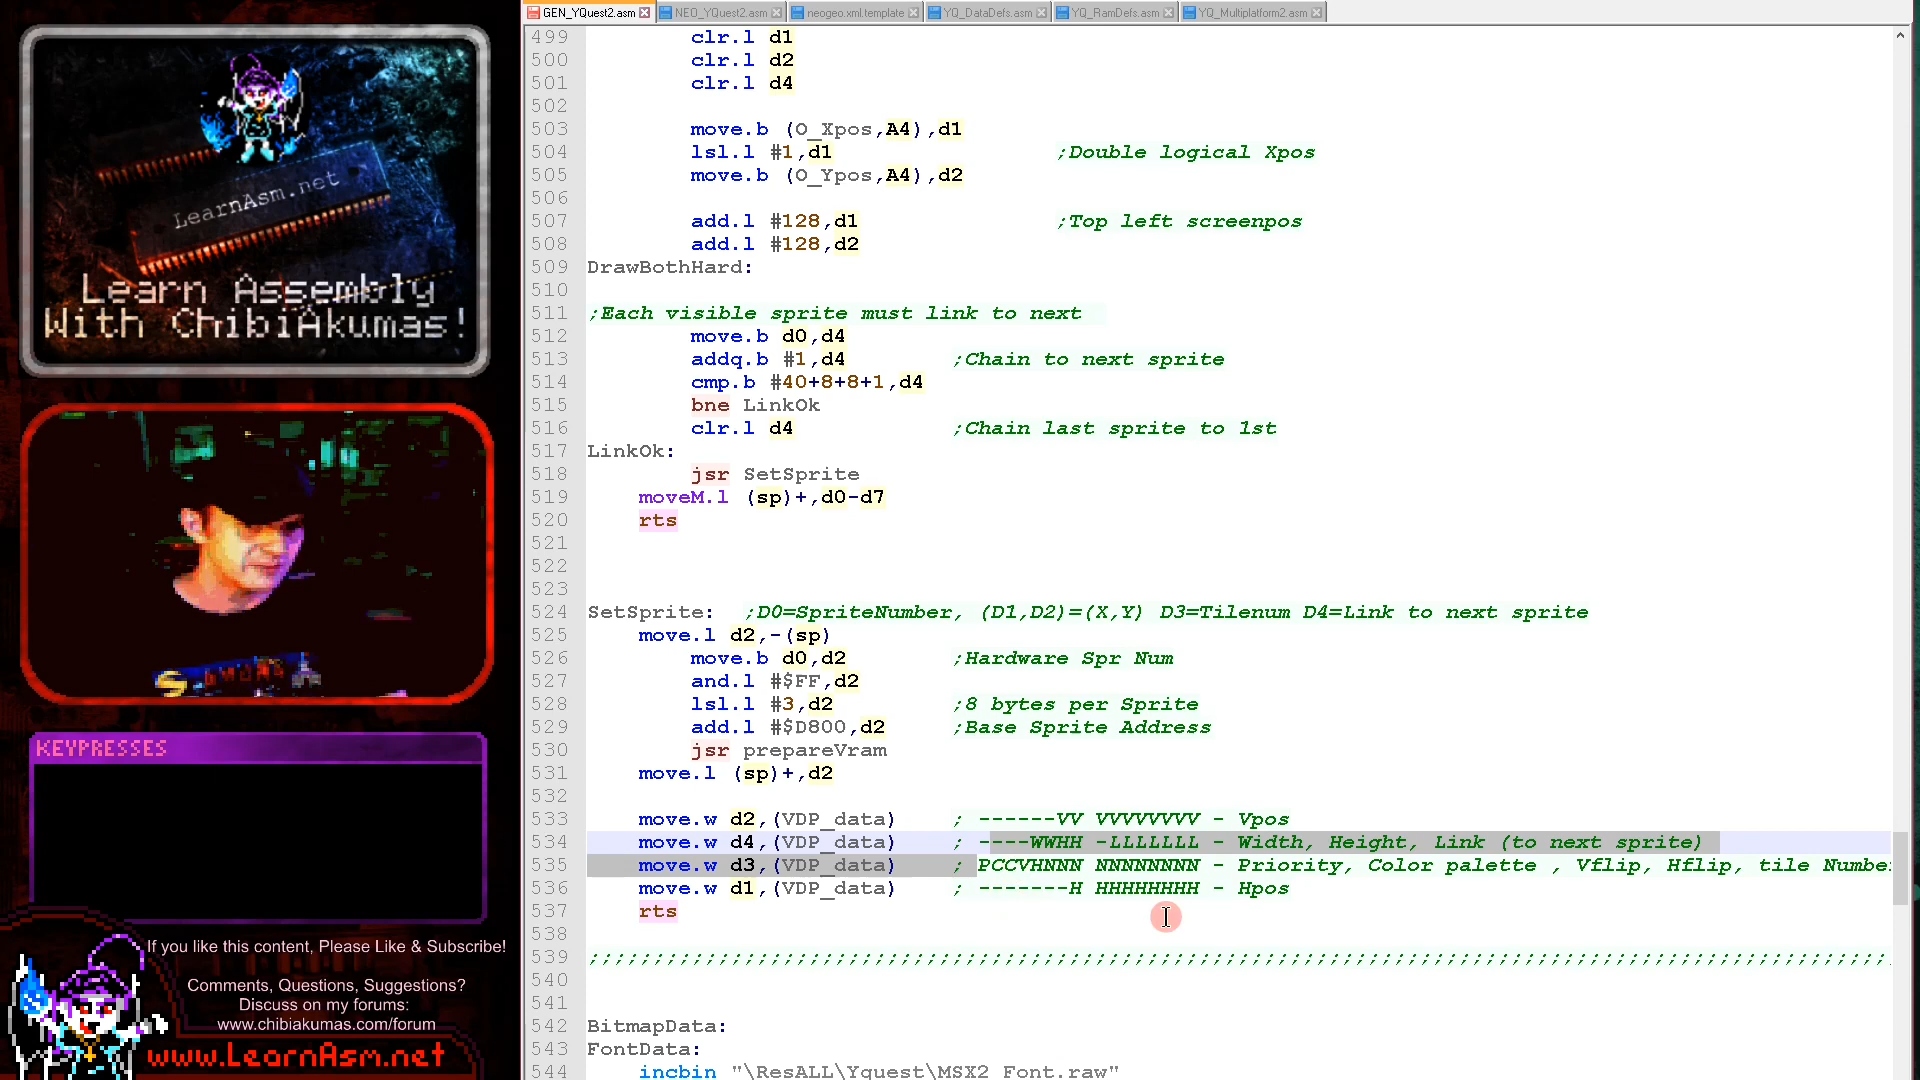 GEN_YQuest2.asm NEO_YQuest2.asm neogeo.xml.template YQ_DataDefs.asm YQ_RamDefs.asm YQ_Multiplatform2.asm
LearnAsm.net
Learn Assembly
With ChibiAkumas!
KEYPRESSES
If you like this content, Please Like & Subscribe!
Comments, Questions, Suggestions?
Discuss on my forums:
www.chibiakumas.com/forum
www.LearnAsm.net
499 clr.l d1
500 clr.l d2
501 clr.l d4
502
503 move.b (O_Xpos,A4),d1
504 lsl.l #1,d1 ;Double logical Xpos
505 move.b (O_Ypos,A4),d2
506
507 add.l #128,d1 ;Top left screenpos
508 add.l #128,d2
509 DrawBothHard:
510
511 ;Each visible sprite must link to next
512 move.b d0,d4
513 addq.b #1,d4 ;Chain to next sprite
514 cmp.b #40+8+8+1,d4
515 bne LinkOk
516 clr.l d4 ;Chain last sprite to 1st
517 LinkOk:
518 jsr SetSprite
519 moveM.l (sp)+,d0-d7
520 rts
521
522
523
524 SetSprite: ;D0=SpriteNumber, (D1,D2)=(X,Y) D3=Tilenum D4=Link to next sprite
525 move.l d2,-(sp)
526 move.b d0,d2 ;Hardware Spr Num
527 and.l #$FF,d2
528 lsl.l #3,d2 ;8 bytes per Sprite
529 add.l #$D800,d2 ;Base Sprite Address
530 jsr prepareVram
531 move.l (sp)+,d2
532
533 move.w d2,(VDP_data) ; ------VV VVVVVVVV - Vpos
534 move.w d4,(VDP_data) ; ----WWHH -LLLLLLL - Width, Height, Link (to next sprite)
535 move.w d3,(VDP_data) ; PCCVHNNN NNNNNNNN - Priority, Color palette , Vflip, Hflip, tile Number
536 move.w d1,(VDP_data) ; -------H HHHHHHHH - Hpos
537 rts
538
539 ;;;;;;;;;;;;;;;;;;;;;;;;;;;;;;;;;;;;;;;;;;;;;;;;;;;;;;;;;;;;;;;;;;;;;;;;;;;;;;;;;;;;;;;;;;;;;;;;;;;;
540
541
542 BitmapData:
543 FontData:
544 incbin "\ResALL\Yquest\MSX2_Font.raw"